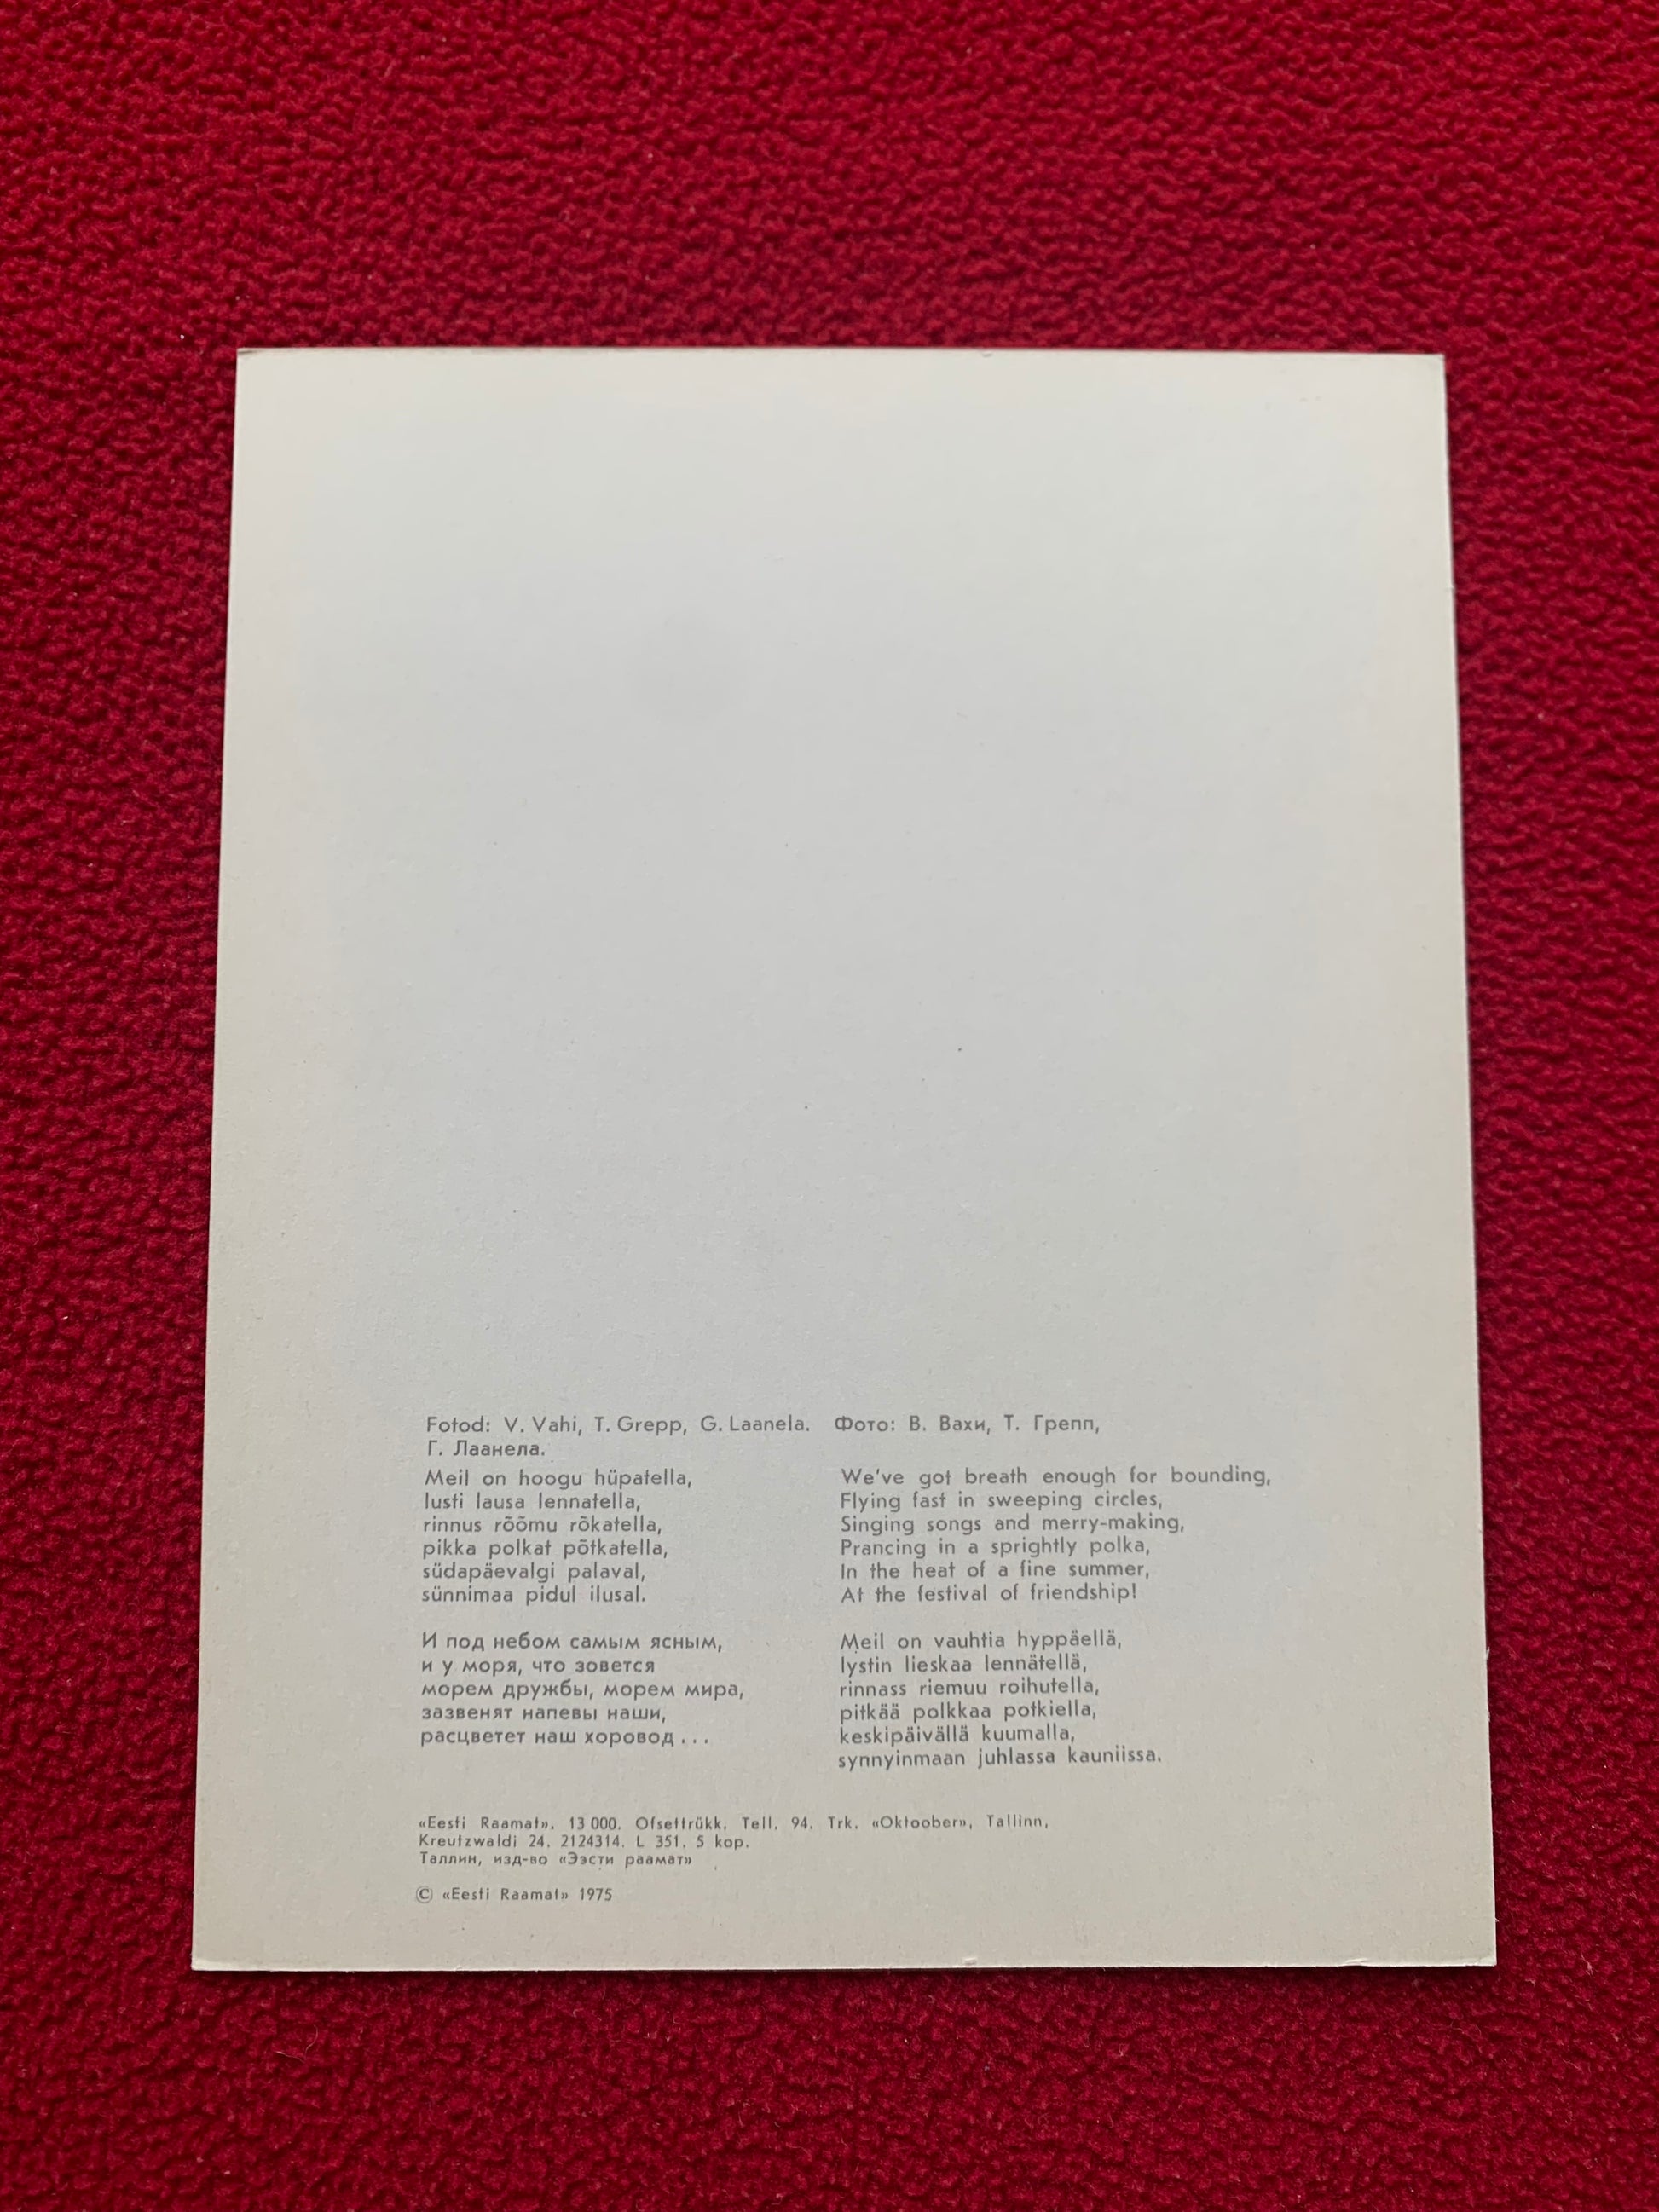 Fotod: V. Vahi, T. Grepp, G. Laanela. Фото: В. Вахи, Т. Грепп,
Г. Лаанела.
Meil on hoogu hüpatella,
lusti lausa lennatella,
rinnus rõõmu rõkatella,
pikka polkat põtkatella,
südapäevalgi palaval,
sünnimaa pidul ilusal.
We've got breath enough for bounding,
Flying fast in sweeping circles,
Singing songs and merry-making,
Prancing in a sprightly polka,
In the heat of a fine summer,
At the festival of friendship!
И под небом самым ясным,
и у моря, что зовется
морем дружбы, морем мира,
зазвенят напевы наши,
расцветет наш хоровод...
Meil on vauhtia hyppäellä,
lystin lieskaa lennätellä,
rinnass riemuu roihutella,
pitkää polkkaa potkiella,
keskipäivällä kuumalla,
synnyinmaan juhlassa kauniissa.
«Eesti Raamat». 13 000. Ofsettrükk. Tell. 94. Trk. «Oktoober», Tallinn,
Kreutzwaldi 24. 2124314. L 351. 5 kop.
Таллин, изд-во «Ээсти раамат»
© «Eesti Raamat» 1975